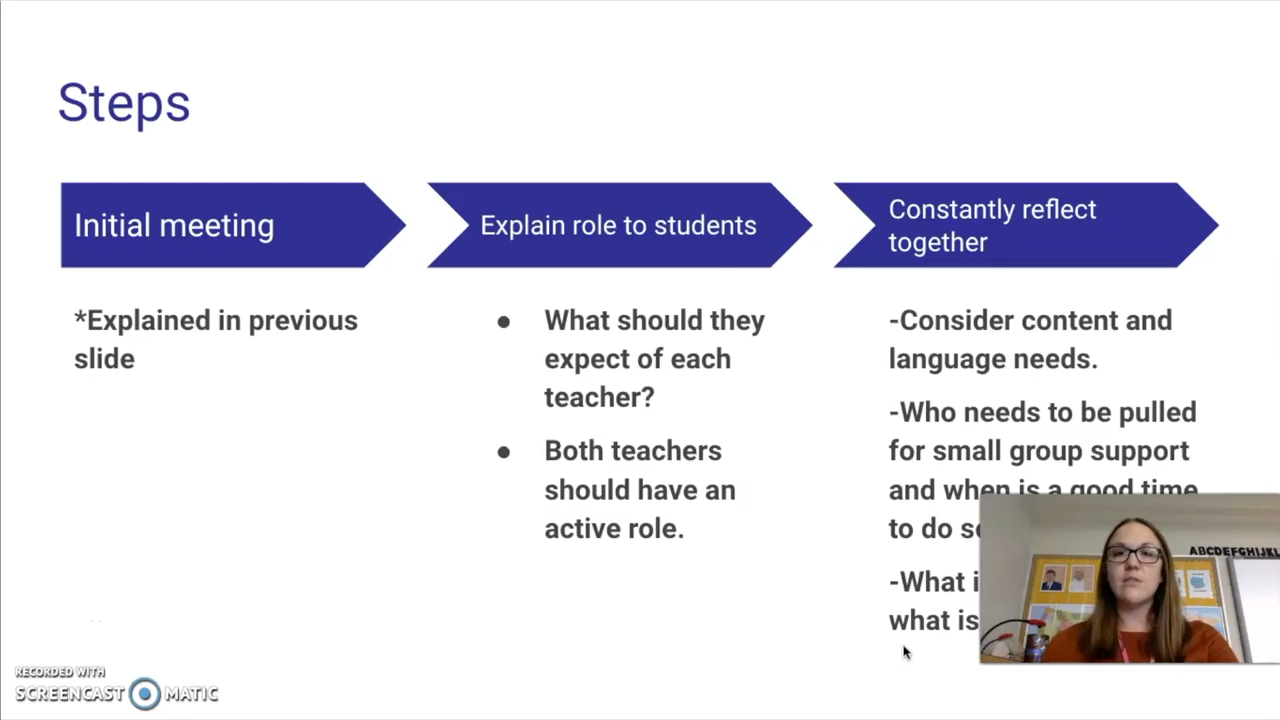 Steps
Initial meeting
Explain role to students
Constantly reflect
together
*Explained in previous
slide
● What should they
expect of each
teacher?
● Both teachers
should have an
active role.
-Consider content and
language needs.
-Who needs to be pulled
for small group support
and when is a good time
to do
-What
what is
ABCDEFGHIJKL
RECORDED WITH
SCREENCAST MATIC